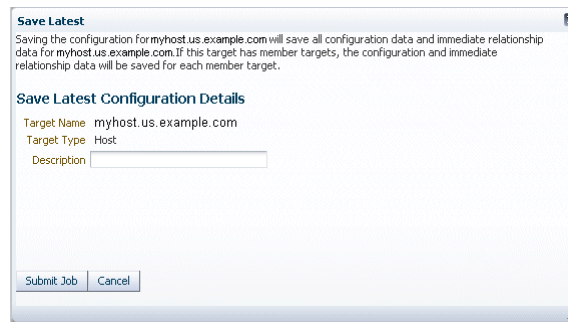 Save Latest
Saving the configuration for myhost.us.example.com will save all configuration data and immediate relationship
data for myhost.us.example.com.If this target has member targets, the configuration and immediate
relationship data will be saved for each member target.
Save Latest Configuration Details
Target Name myhost.us.example.com
Target Type Host
Description
Submit Job Cancel